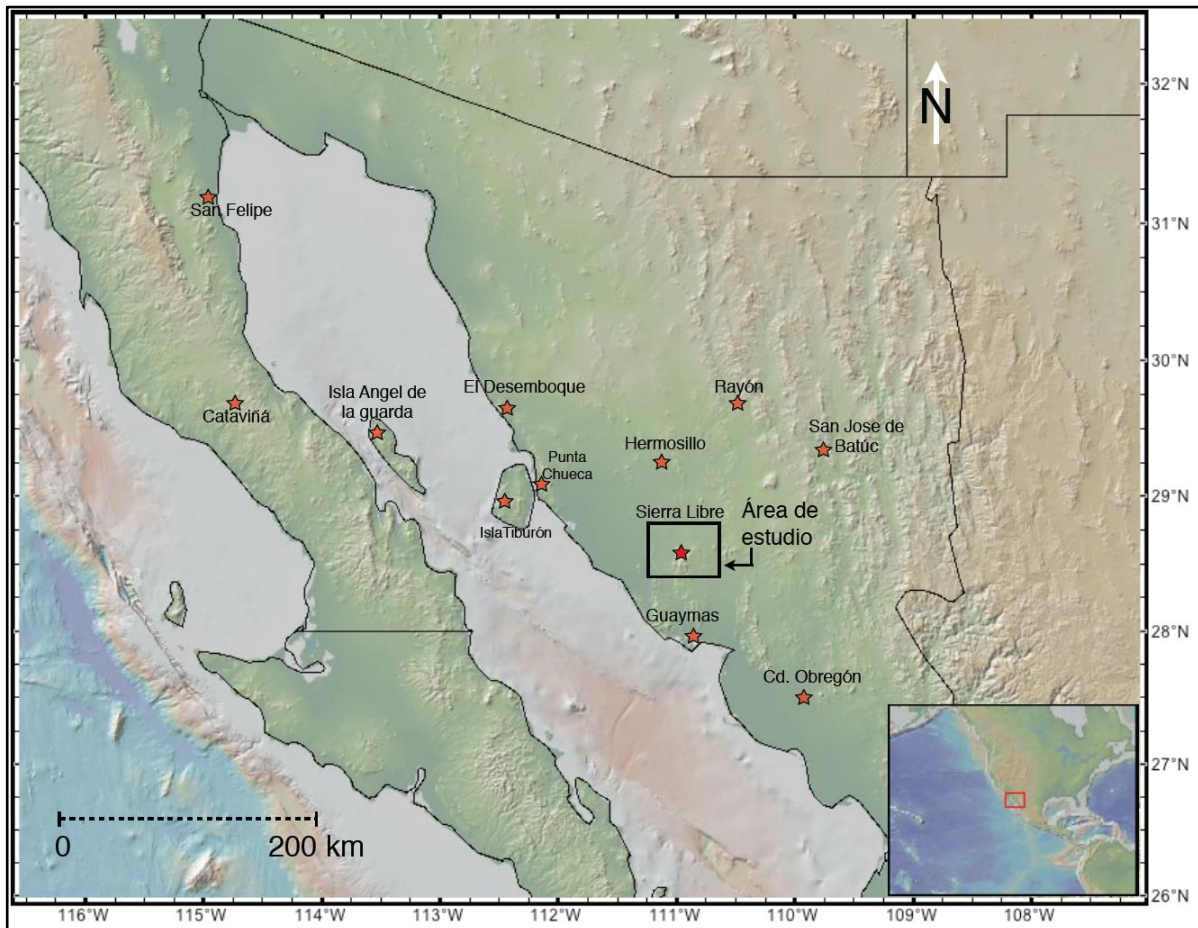 N
32°N
San Felipe
31°N
30°N
Isla Angel de
la guarda
El Desemboque
Rayón
Cataviñá
San Jose de
Batúc
Hermosillo
Punta
Chueca
29°N
IslaTiburón
Sierra Libre
Área de
estudio
Guaymas
28°N
Cd. Obregón
27°N
0
200 km
26°N
116°W
115°W
114°W
113°W
112°W
111°W
110°W
109°W
108°W